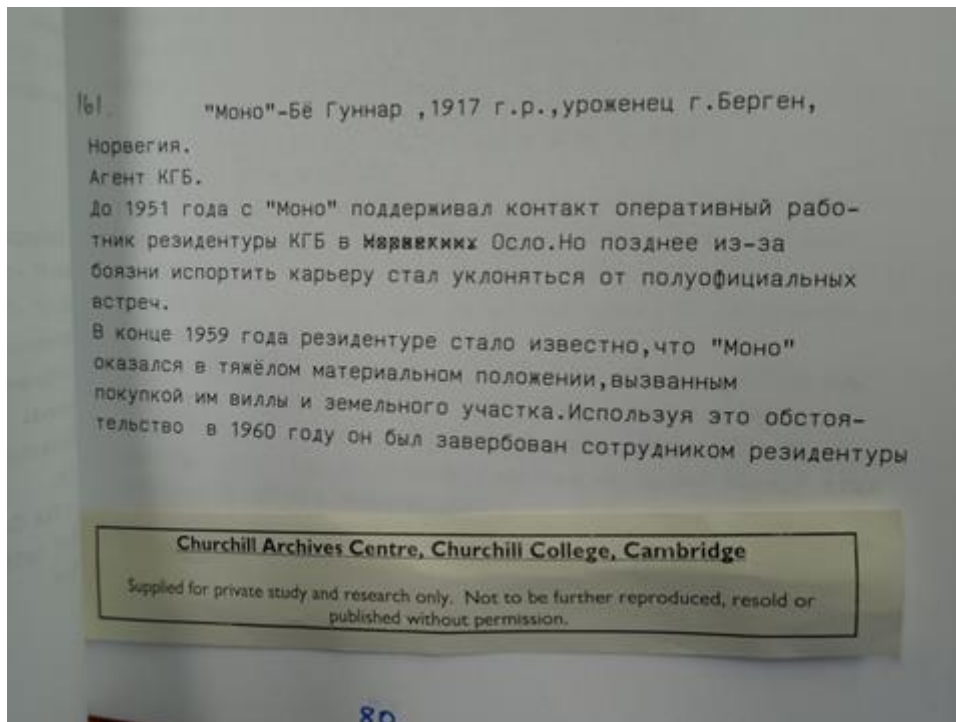 161.
"Моно"-Бё Гуннар ,1917 г.р.,уроженец г.Берген,
Норвегия.
Агент КГБ.
До 1951 года с "Моно" поддерживал контакт оперативный рабо-
тник резидентуры КГБ в Осло.Но позднее из-за
боязни испортить карьеру стал уклоняться от полуофициальных
встреч.
В конце 1959 года резидентуре стало известно,что "Моно"
оказался в тяжёлом материальном положении,вызванным
покупкой им виллы и земельного участка.Используя это обстоя-
тельство в 1960 году он был завербован сотрудником резидентуры
Churchill Archives Centre, Churchill College, Cambridge
Supplied for private study and research only. Not to be further reproduced, resold or
published without permission.
80